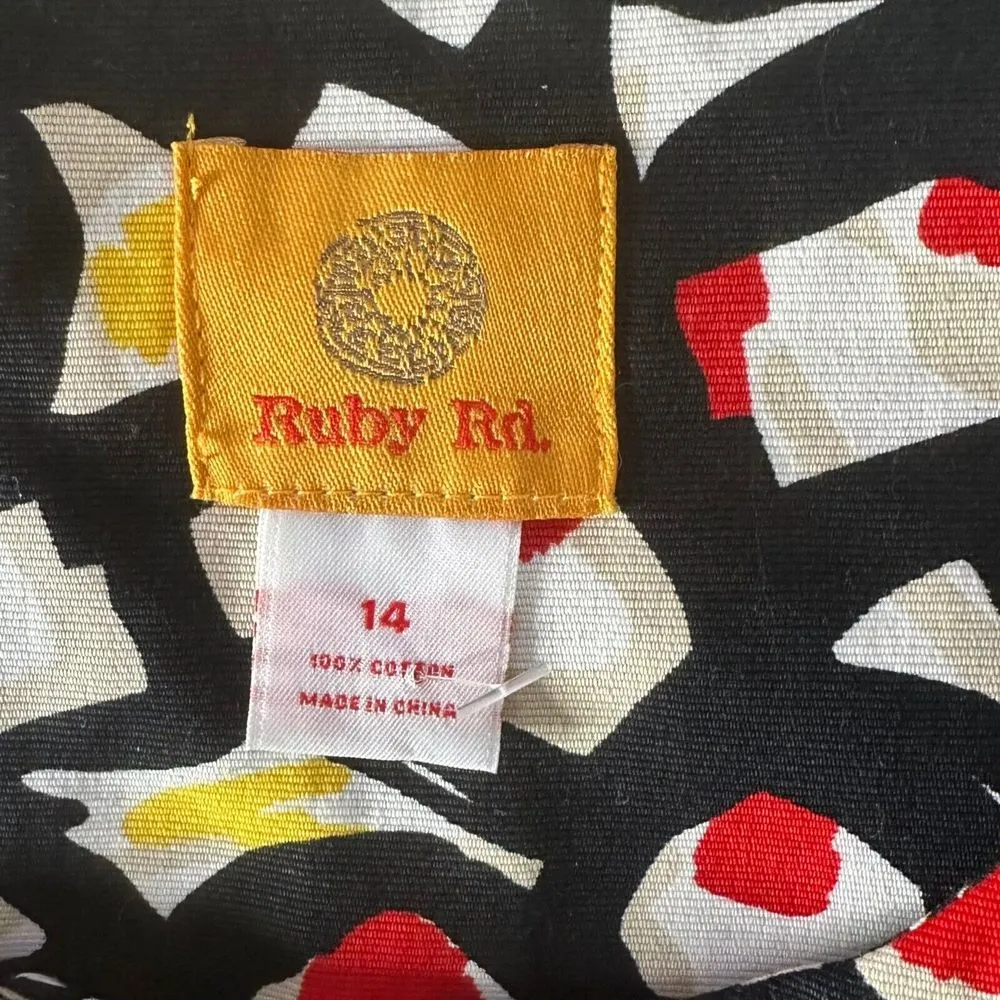 Ruby Rd.
14
100% COTTON
MADE IN CHINA